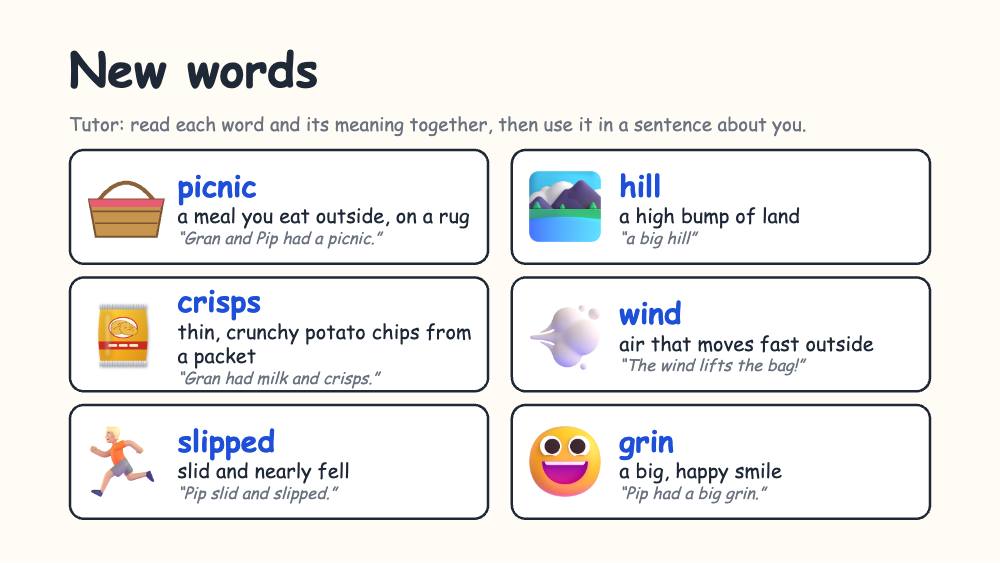 New words
Tutor: read each word and its meaning together, then use it in a sentence about you.
picnic
a meal you eat outside, on a rug
“Gran and Pip had a picnic.”
hill
a high bump of land
“a big hill”
crisps
thin, crunchy potato chips from
a packet
“Gran had milk and crisps.”
wind
air that moves fast outside
“The wind lifts the bag!”
slipped
slid and nearly fell
“Pip slid and slipped.”
grin
a big, happy smile
“Pip had a big grin.”